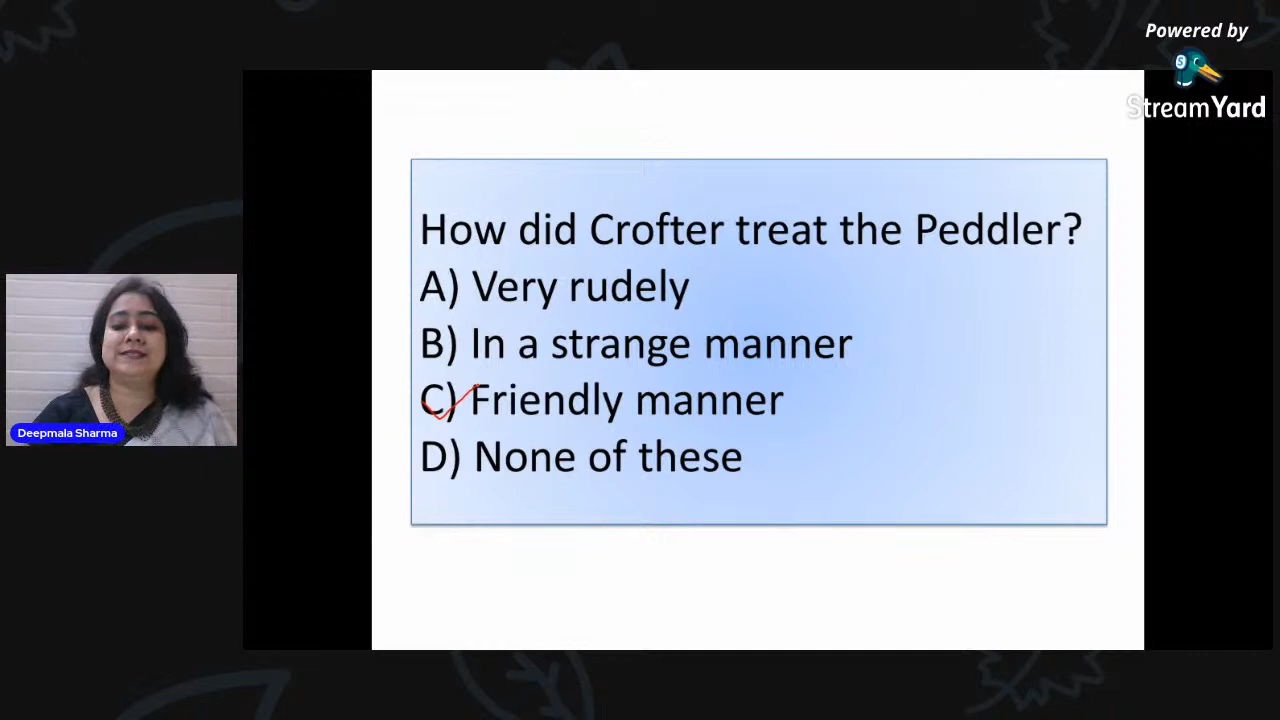 Powered by
StreamYard
How did Crofter treat the Peddler?
A) Very rudely
B) In a strange manner
C) Friendly manner
D) None of these
Deepmala Sharma